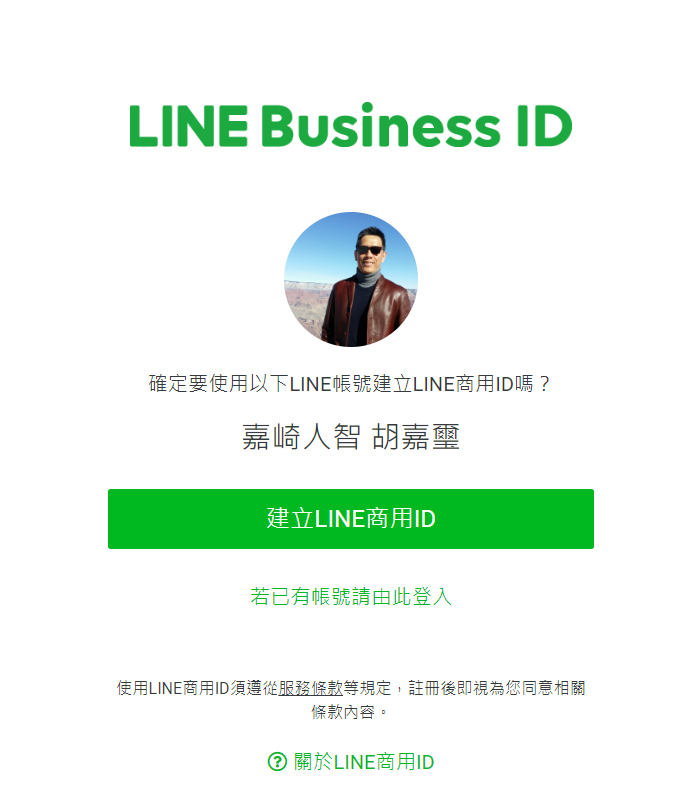 LINE Business ID
確定要使用以下LINE帳號建立LINE商用ID嗎？
嘉崎人智 胡嘉璽
建立LINE商用ID
若已有帳號請由此登入
使用LINE商用ID須遵從服務條款等規定，註冊後即視為您同意相關
條款內容。
關於LINE商用ID